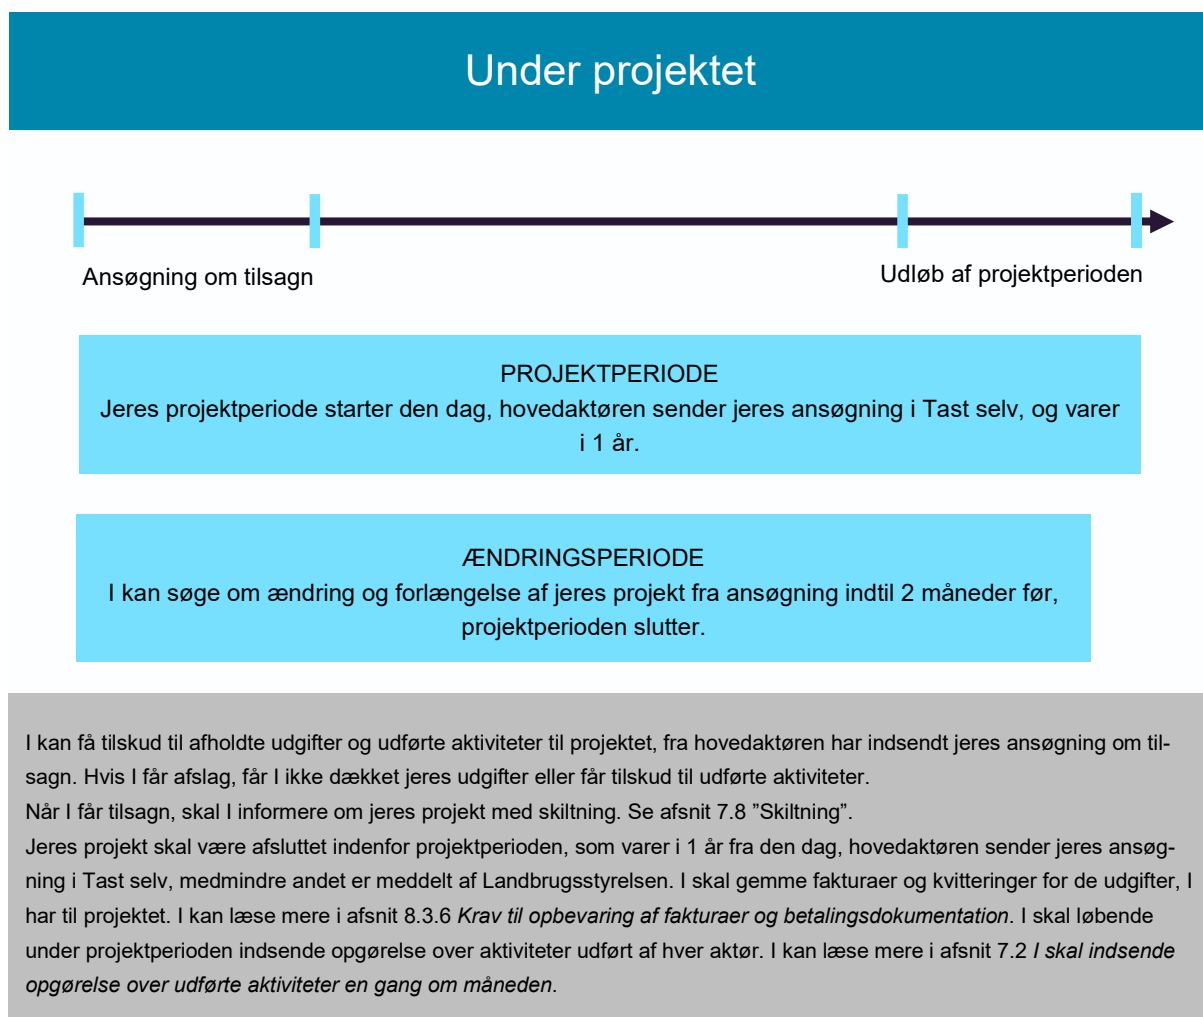 Under projektet
Ansøgning om tilsagn
Udløb af projektperioden
PROJEKTPERIODE
Jeres projektperiode starter den dag, hovedaktøren sender jeres ansøgning i Tast selv, og varer
i 1 år.
ÆNDRINGSPERIODE
I kan søge om ændring og forlængelse af jeres projekt fra ansøgning indtil 2 måneder før,
projektperioden slutter.
I kan få tilskud til afholdte udgifter og udførte aktiviteter til projektet, fra hovedaktøren har indsendt jeres ansøgning om til-
sagn. Hvis I får afslag, får I ikke dækket jeres udgifter eller får tilskud til udførte aktiviteter.
Når I får tilsagn, skal I informere om jeres projekt med skiltning. Se afsnit 7.8 ”Skiltning”.
Jeres projekt skal være afsluttet indenfor projektperioden, som varer i 1 år fra den dag, hovedaktøren sender jeres ansøg-
ning i Tast selv, medmindre andet er meddelt af Landbrugsstyrelsen. I skal gemme fakturaer og kvitteringer for de udgifter, I
har til projektet. I kan læse mere i afsnit 8.3.6 Krav til opbevaring af fakturaer og betalingsdokumentation. I skal løbende
under projektperioden indsende opgørelse over aktiviteter udført af hver aktør. I kan læse mere i afsnit 7.2 I skal indsende
opgørelse over udførte aktiviteter en gang om måneden.